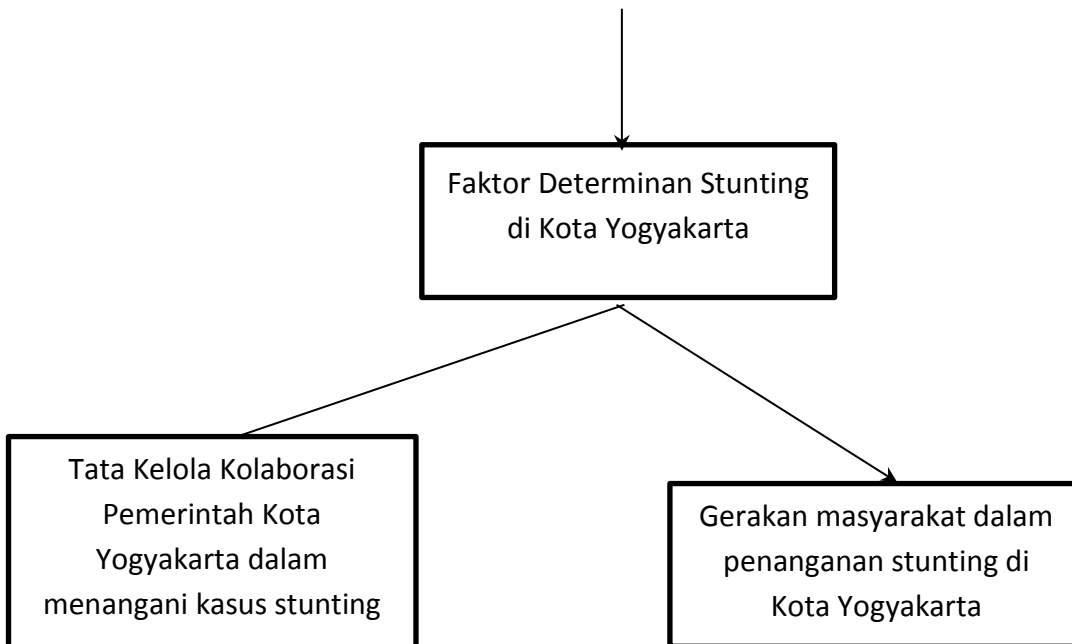 Faktor Determinan Stunting
di Kota Yogyakarta
Tata Kelola Kolaborasi
Pemerintah Kota
Yogyakarta dalam
menangani kasus stunting
Gerakan masyarakat dalam
penanganan stunting di
Kota Yogyakarta